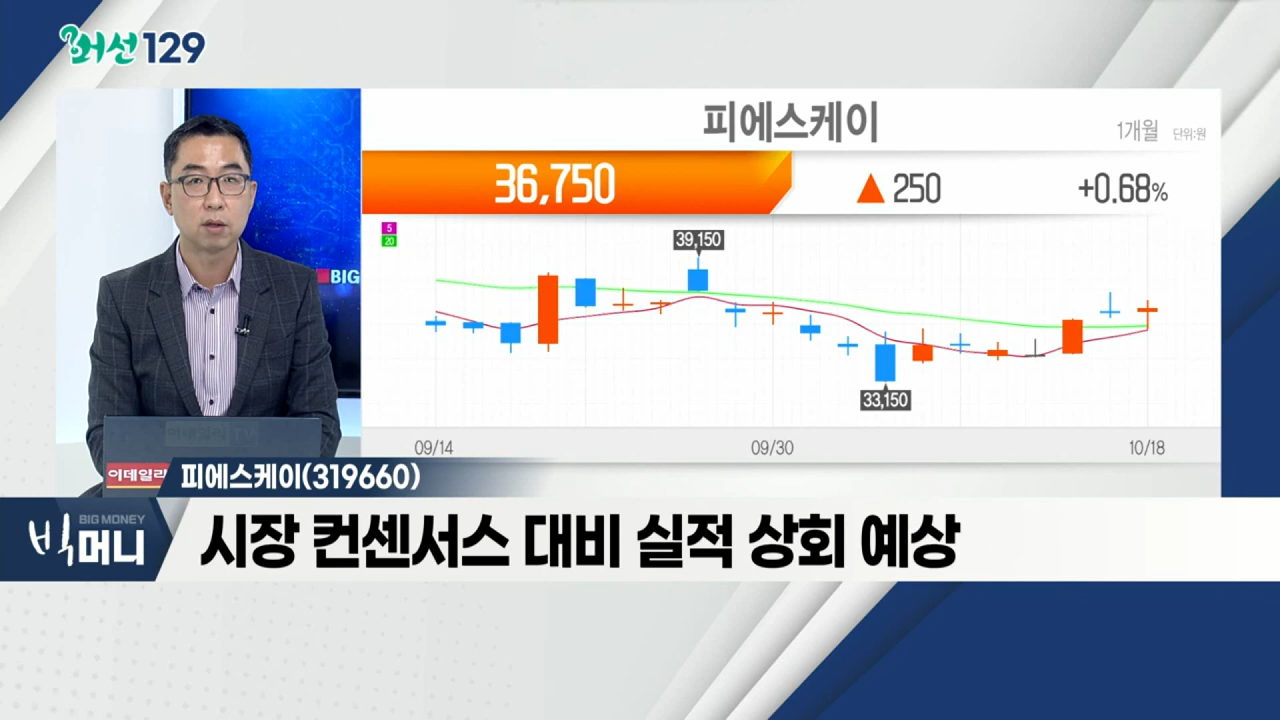 머선129
피에스케이
1개월 단위:원
36,750 ▲ 250 +0.68%
5
20
39,150
33,150
09/14 09/30 10/18
BIG
이데일리
피에스케이(319660)
BIG MONEY
빅머니
시장 컨센서스 대비 실적 상회 예상